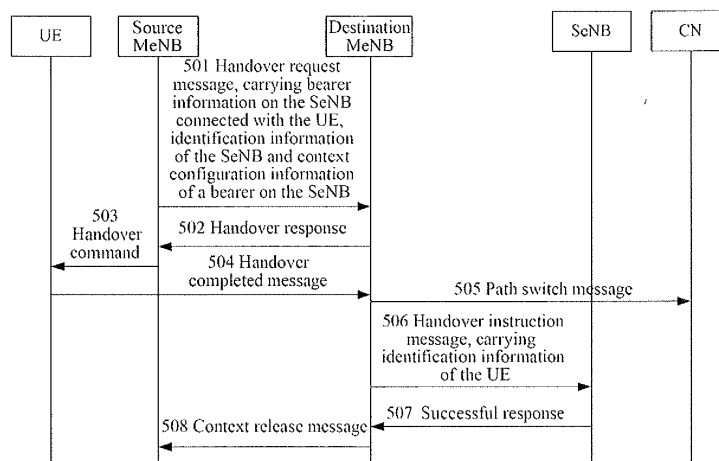 UE
Source
MeNB
Destination
MeNB
SeNB
CN
501 Handover request
message, carrying bearer
information on the SeNB
connected with the UE,
identification information
of the SeNB and context
configuration information
of a bearer on the SeNB
502 Handover response
503
Handover
command
504 Handover
completed message
505 Path switch message
506 Handover instruction
message, carrying
identification information
of the UE
507 Successful response
508 Context release message